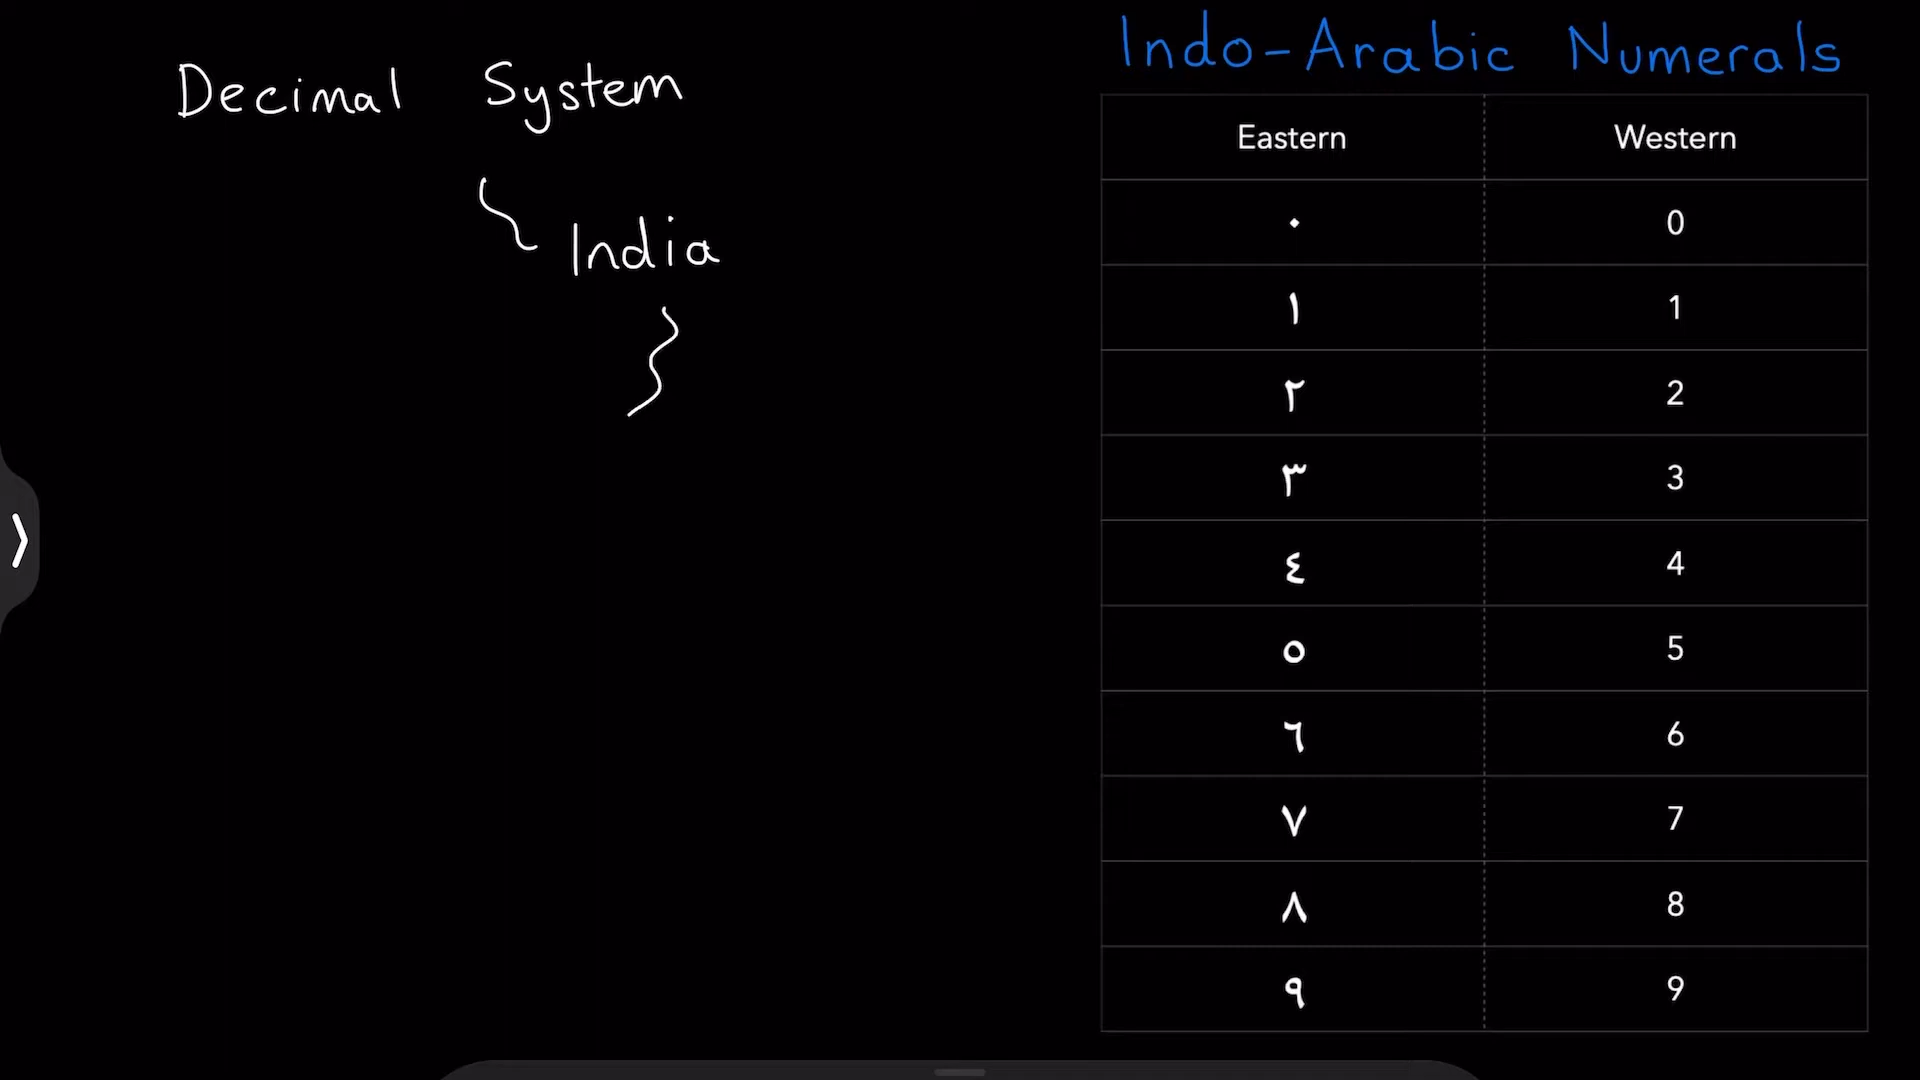 Decimal System
India
Indo-Arabic Numerals
Eastern Western
٠ 0
١ 1
٢ 2
٣ 3
٤ 4
٥ 5
٦ 6
٧ 7
٨ 8
٩ 9